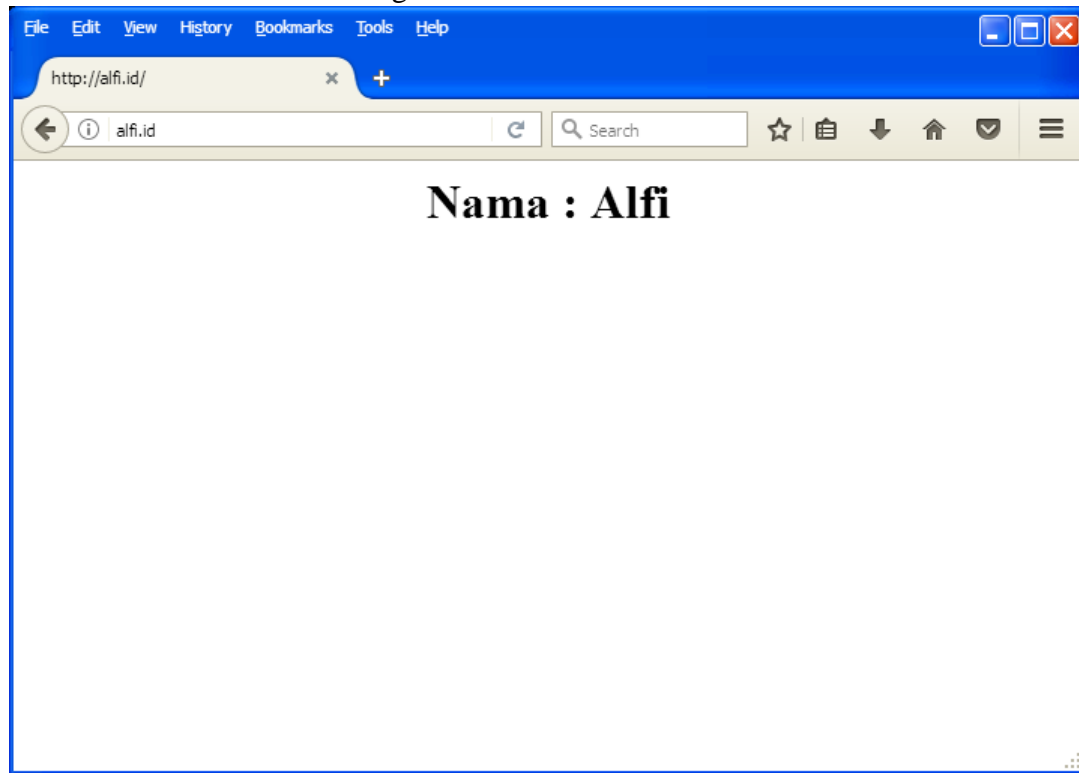 File Edit View History Bookmarks Tools Help
http://alfi.id/
alfi.id Search
Nama : Alfi